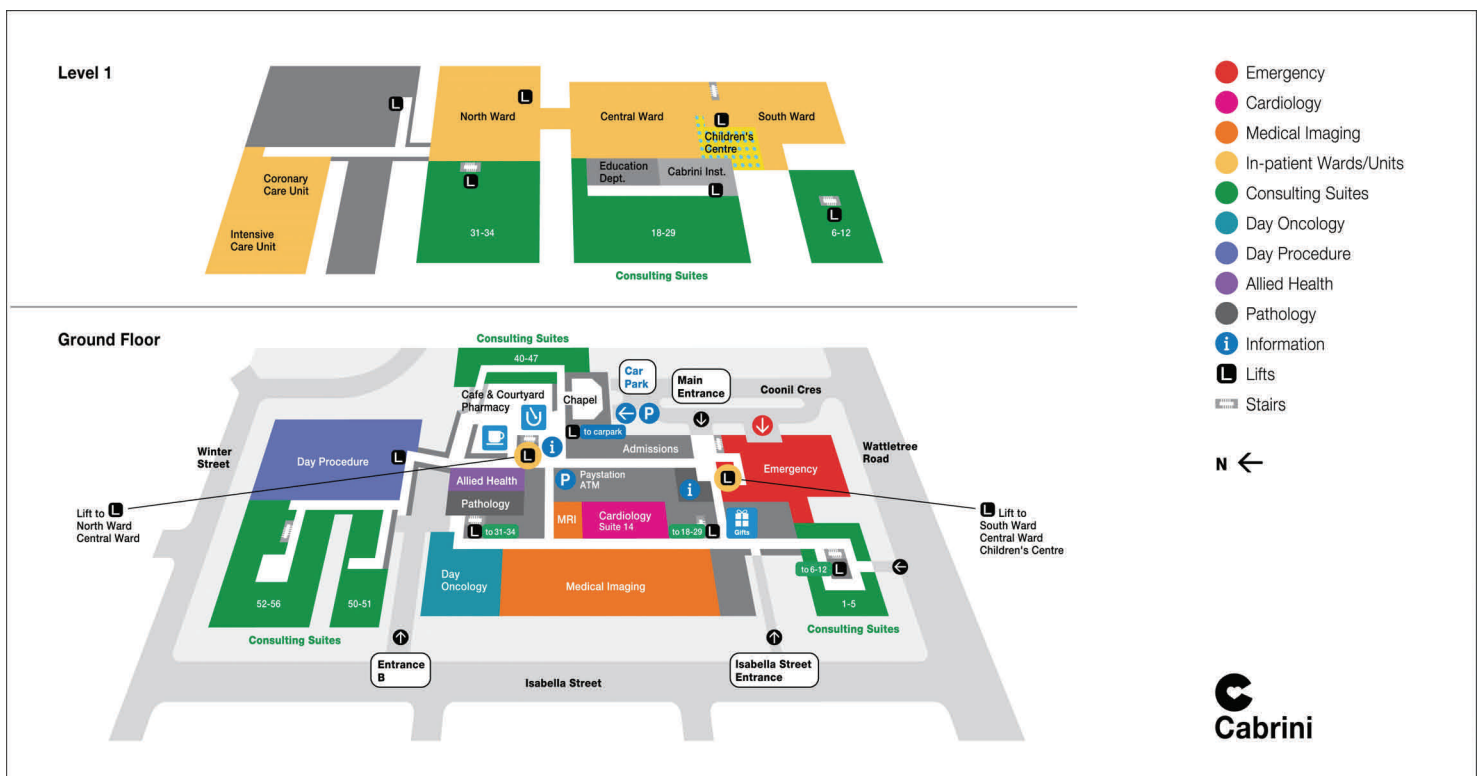 Level 1
North Ward
Central Ward
South Ward
Children's
Centre
Education
Dept.
Cabrini Inst.
Coronary
Care Unit
Intensive
Care Unit
31-34
18-29
6-12
Consulting Suites
Ground Floor
Consulting Suites
40-47
Car
Park
Main
Entrance
Coonil Cres
Cafe & Courtyard
Pharmacy
Chapel
P
L to carpark
Admissions
Winter
Street
Day Procedure
Emergency
Wattletree
Road
Allied Health
Pathology
P Paystation
ATM
Lift to L
North Ward
Central Ward
L Lift to
South Ward
Central Ward
Children's Centre
L to 31-34
MRI
Cardiology
Suite 14
to 18-29 L
Gifts
Day
Oncology
Medical Imaging
to 6-12 L
52-56
50-51
1-5
Consulting Suites
Consulting Suites
Entrance
B
Isabella Street
Isabella Street
Entrance
Emergency
Cardiology
Medical Imaging
In-patient Wards/Units
Consulting Suites
Day Oncology
Day Procedure
Allied Health
Pathology
i Information
L Lifts
Stairs
N
Cabrini